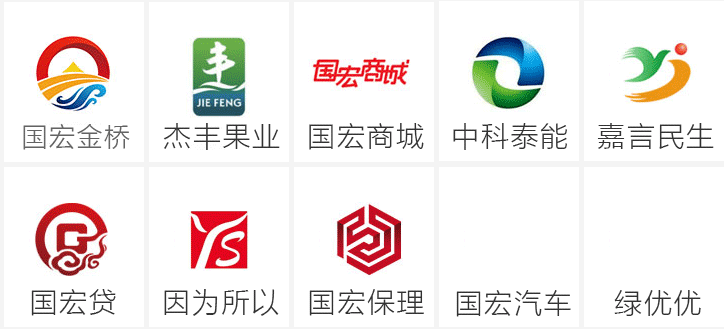 国宏商城
JIE FENG
国宏金桥
杰丰果业
国宏商城
中科泰能
嘉言民生
G
YS
国宏贷
因为所以
国宏保理
国宏汽车
绿优优